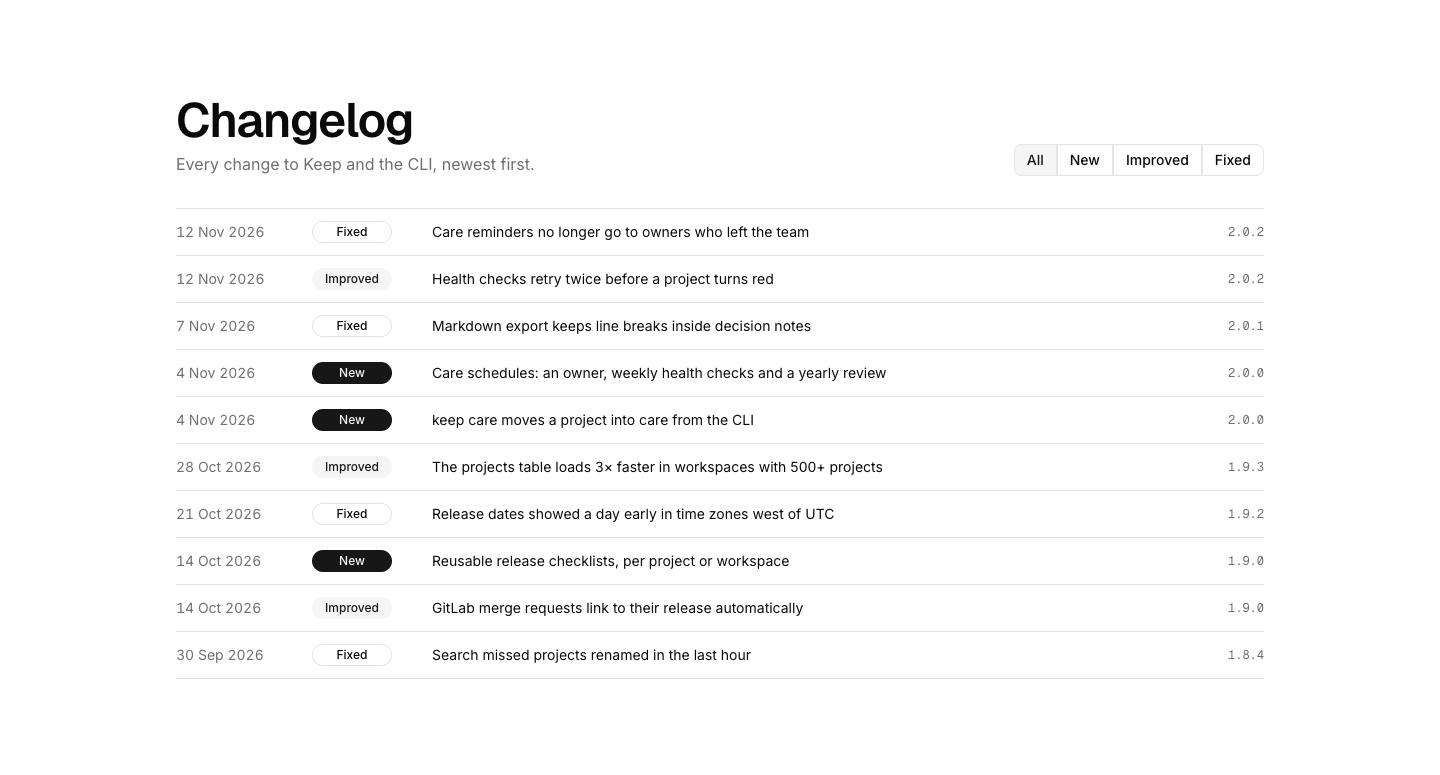 Changelog
Every change to Keep and the CLI, newest first.
All New Improved Fixed
12 Nov 2026 Fixed Care reminders no longer go to owners who left the team 2.0.2
12 Nov 2026 Improved Health checks retry twice before a project turns red 2.0.2
7 Nov 2026 Fixed Markdown export keeps line breaks inside decision notes 2.0.1
4 Nov 2026 New Care schedules: an owner, weekly health checks and a yearly review 2.0.0
4 Nov 2026 New keep care moves a project into care from the CLI 2.0.0
28 Oct 2026 Improved The projects table loads 3× faster in workspaces with 500+ projects 1.9.3
21 Oct 2026 Fixed Release dates showed a day early in time zones west of UTC 1.9.2
14 Oct 2026 New Reusable release checklists, per project or workspace 1.9.0
14 Oct 2026 Improved GitLab merge requests link to their release automatically 1.9.0
30 Sep 2026 Fixed Search missed projects renamed in the last hour 1.8.4